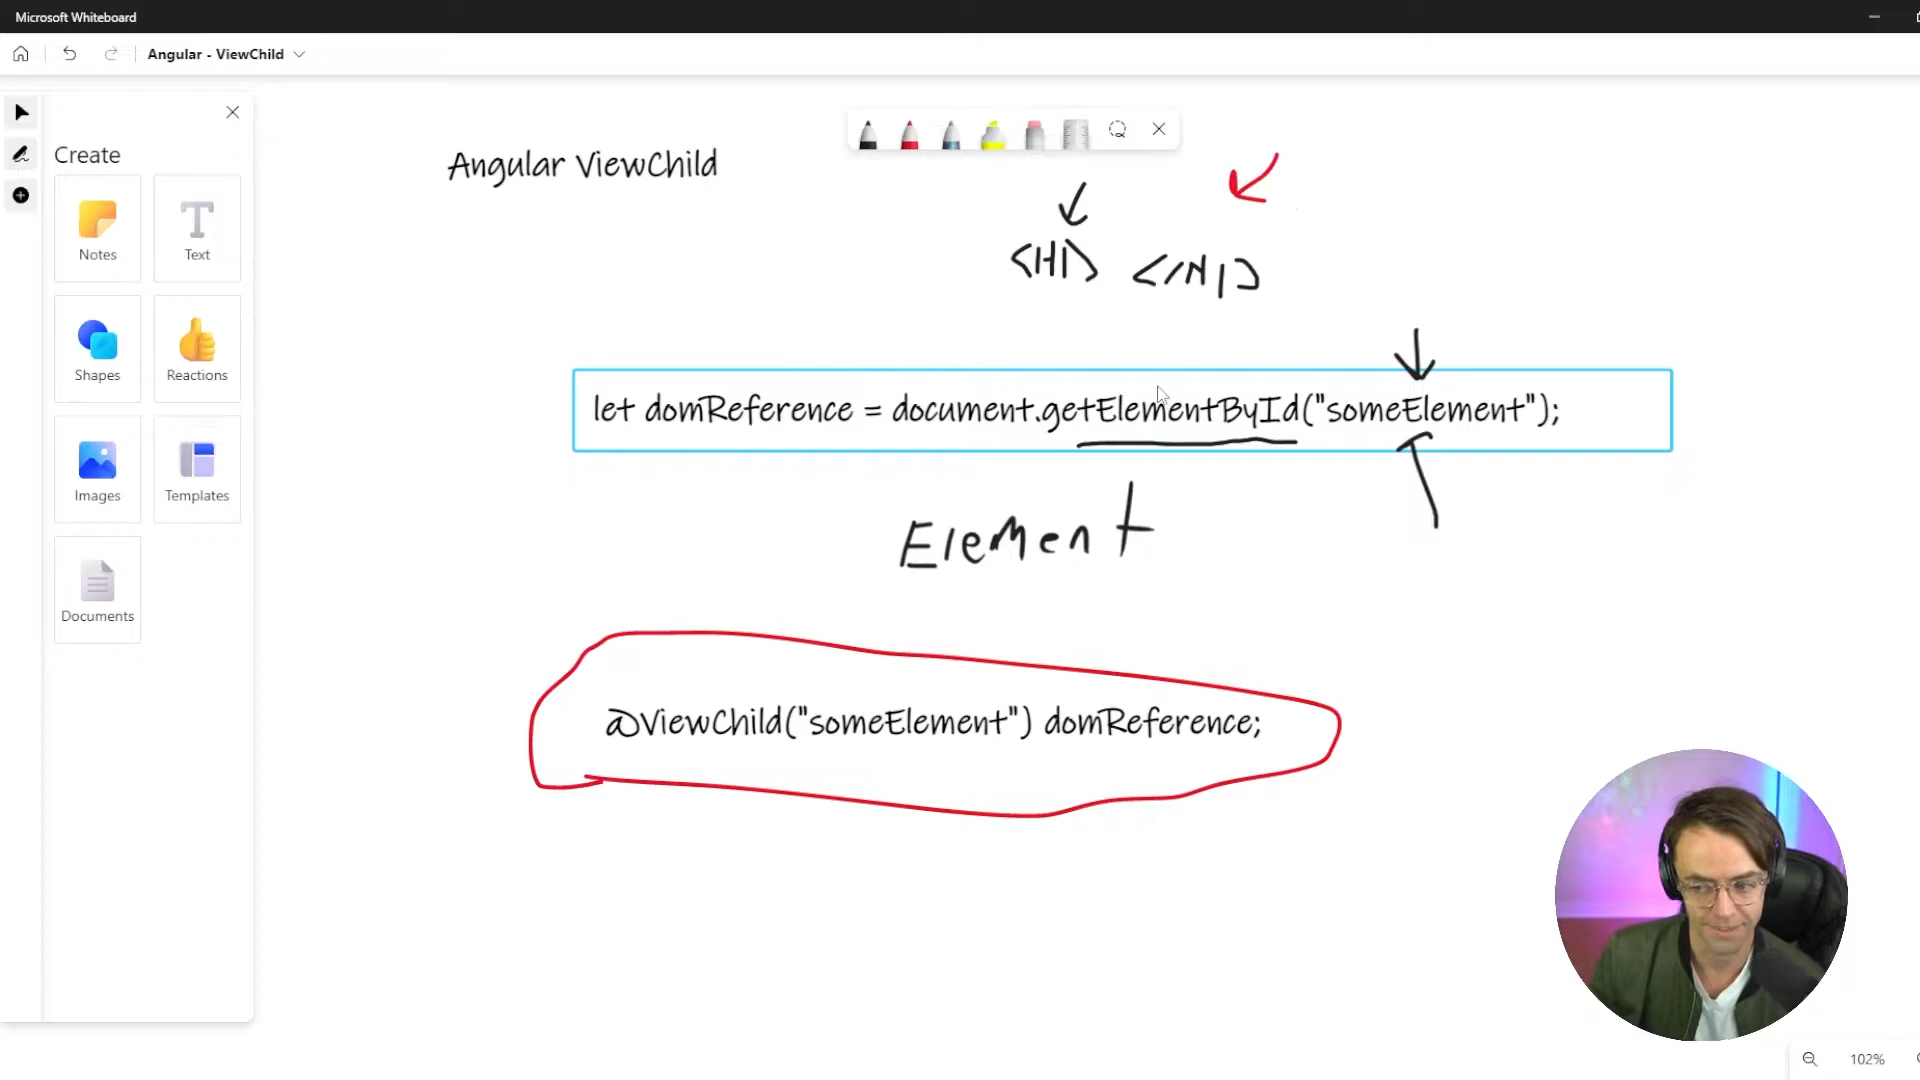 Microsoft Whiteboard
Angular - ViewChild
Create
Notes
Text
Shapes
Reactions
Images
Templates
Documents
Angular ViewChild
<H1> </H1>
let domReference = document.getElementById("someElement");
Element
@ViewChild("someElement") domReference;
102%